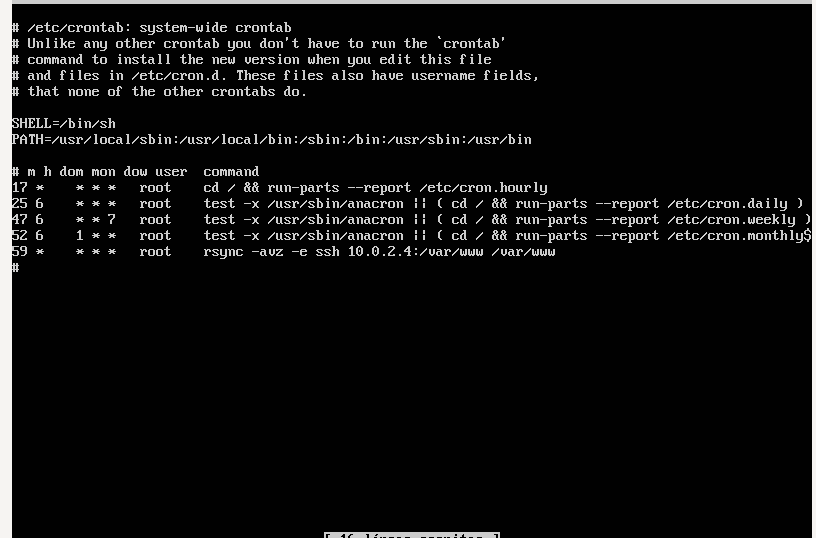 # /etc/crontab: system-wide crontab
# Unlike any other crontab you don't have to run the `crontab'
# command to install the new version when you edit this file
# and files in /etc/cron.d. These files also have username fields,
# that none of the other crontabs do.
SHELL=/bin/sh
PATH=/usr/local/sbin:/usr/local/bin:/sbin:/bin:/usr/sbin:/usr/bin
# m h dom mon dow user  command
17 *    * * *   root    cd / && run-parts --report /etc/cron.hourly
25 6    * * *   root    test -x /usr/sbin/anacron || ( cd / && run-parts --report /etc/cron.daily )
47 6    * * 7   root    test -x /usr/sbin/anacron || ( cd / && run-parts --report /etc/cron.weekly )
52 6    1 * *   root    test -x /usr/sbin/anacron || ( cd / && run-parts --report /etc/cron.monthly$
59 *    * * *   root    rsync -avz -e ssh 10.0.2.4:/var/www /var/www
#
[ 16 líneas escritas ]